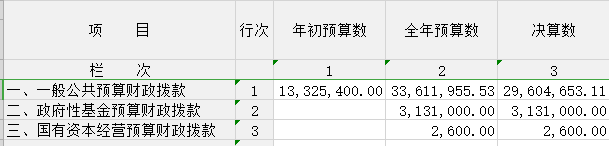 项 目 行次 年初预算数 全年预算数 决算数
栏 次 1 2 3
一、一般公共预算财政拨款 1 13,325,400.00 33,611,955.53 29,604,653.11
二、政府性基金预算财政拨款 2 3,131,000.00 3,131,000.00
三、国有资本经营预算财政拨款 3 2,600.00 2,600.00